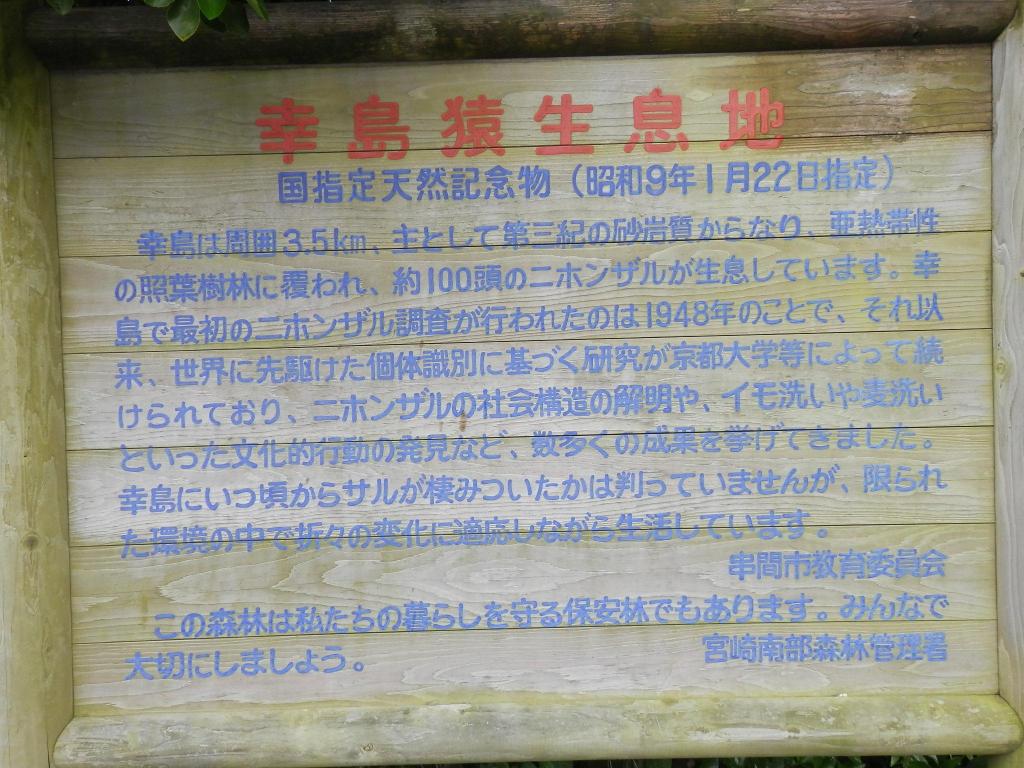 幸島猿生息地
国指定天然記念物（昭和9年1月22日指定）
幸島は周囲3.5km、主として第三紀の砂岩質からなり、亜熱帯性
の照葉樹林に覆われ、約100頭のニホンザルが生息しています。幸
島で最初のニホンザル調査が行われたのは1948年のことで、それ以
来、世界に先駆けた個体識別に基づく研究が京都大学等によって続
けられており、ニホンザルの社会構造の解明や、イモ洗いや麦洗い
といった文化的行動の発見など、数多くの成果を挙げてきました。
幸島にいつ頃からサルが棲みついたかは判っていませんが、限られ
た環境の中で折々の変化に適応しながら生活しています。
串間市教育委員会
この森林は私たちの暮らしを守る保安林でもあります。みんなで
大切にしましょう。 宮崎南部森林管理署